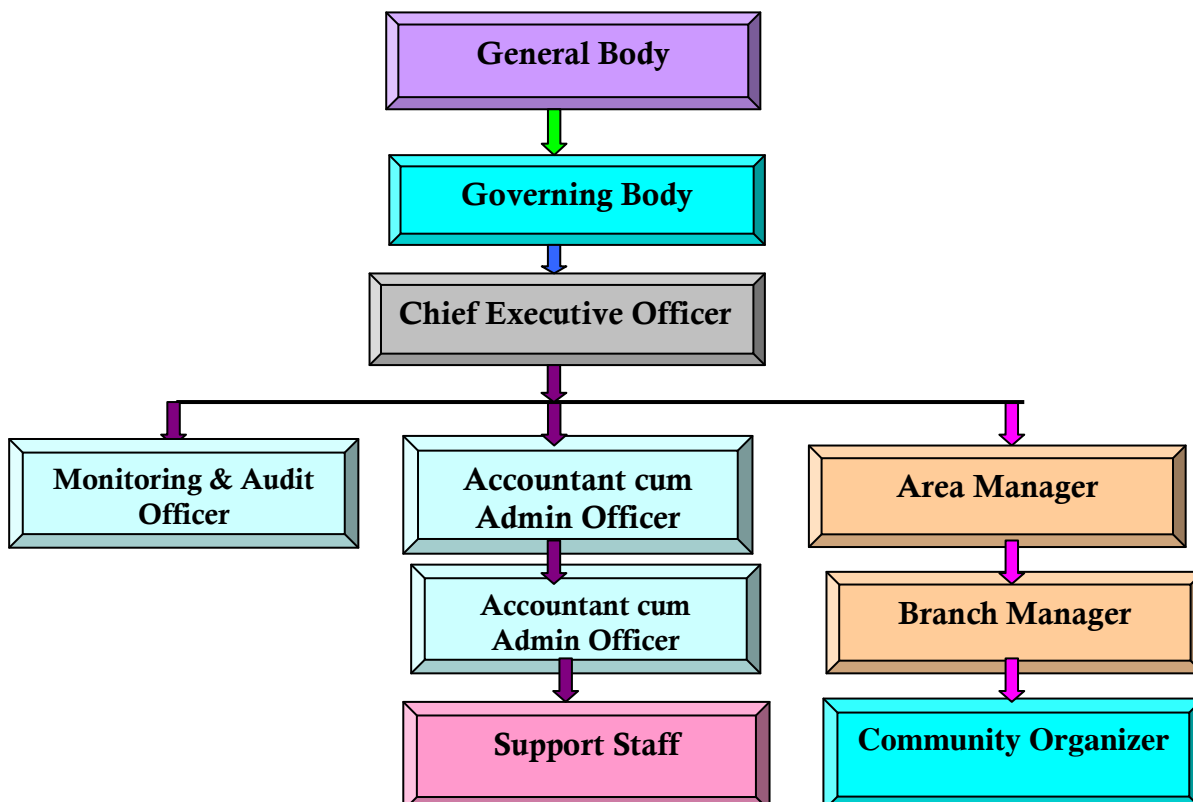 General Body
Governing Body
Chief Executive Officer
Monitoring & Audit
Officer
Accountant cum
Admin Officer
Area Manager
Accountant cum
Admin Officer
Branch Manager
Support Staff
Community Organizer